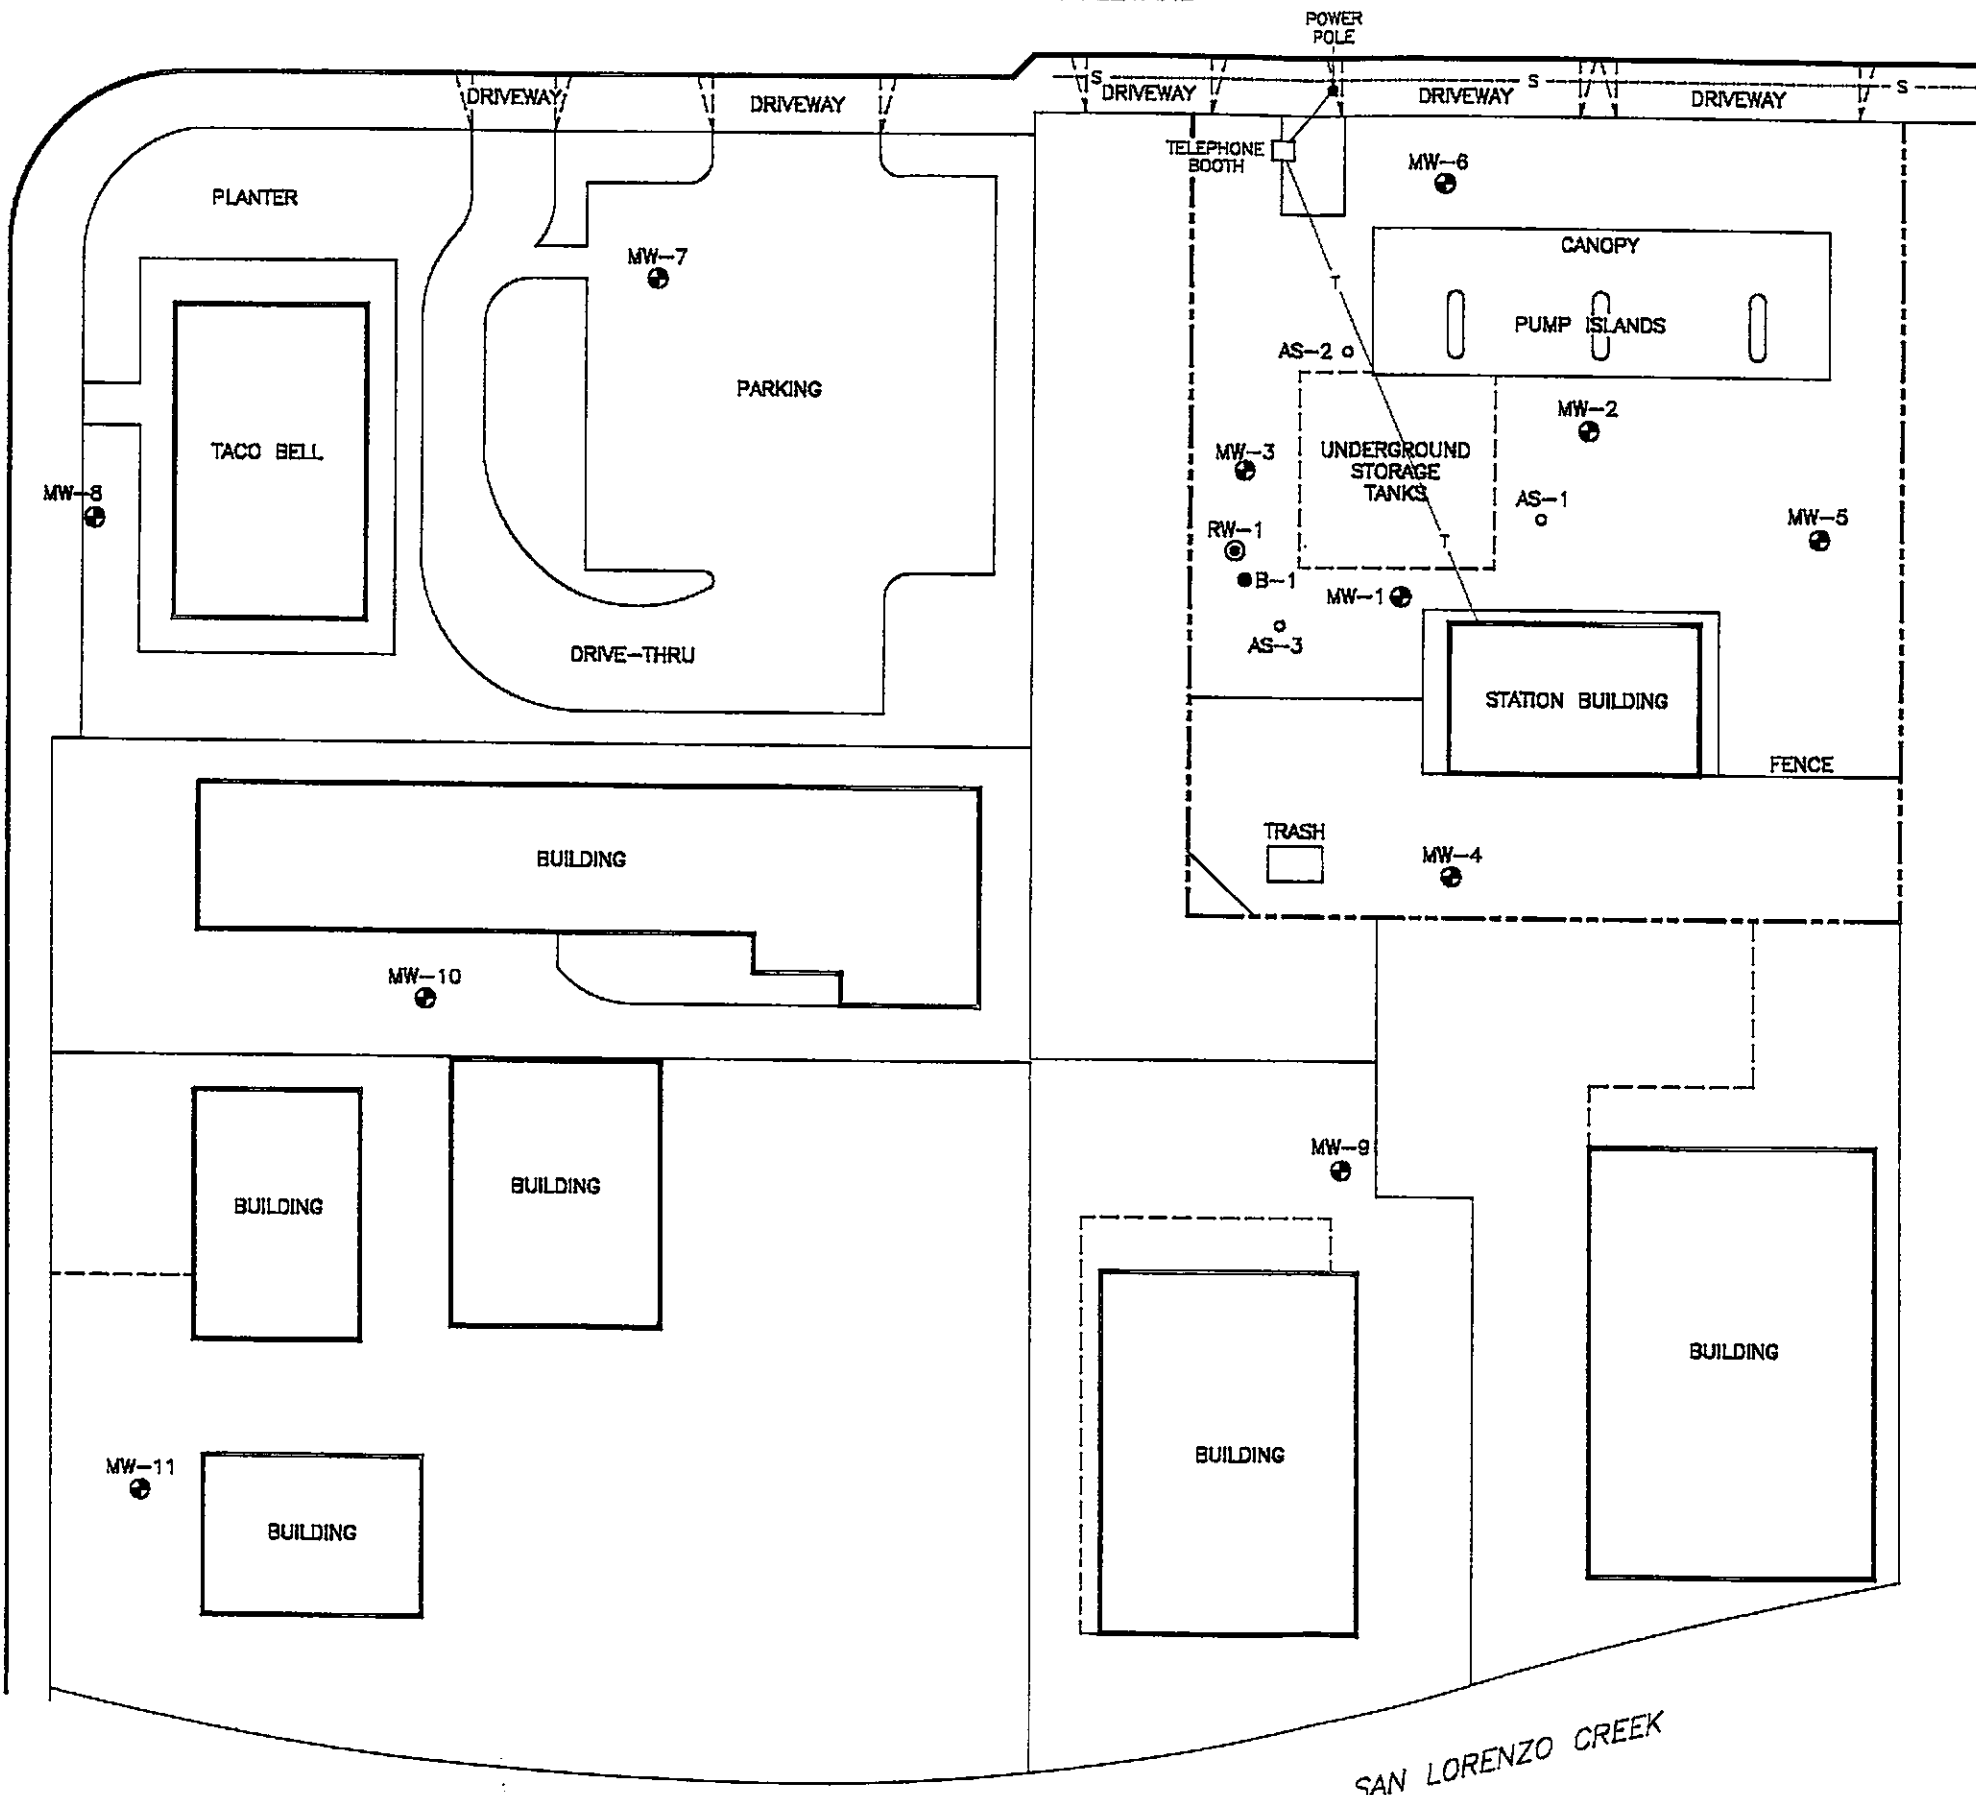 POWER
POLE
S
S
S
DRIVEWAY
DRIVEWAY
DRIVEWAY
DRIVEWAY
DRIVEWAY
TELEPHONE
BOOTH
MW-6
PLANTER
CANOPY
MW-7
T
PUMP ISLANDS
AS-2
PARKING
MW-2
TACO BELL
MW-3
UNDERGROUND
STORAGE
TANKS
MW-8
AS-1
MW-5
RW-1
T
B-1
MW-1
AS-3
DRIVE-THRU
STATION BUILDING
FENCE
TRASH
BUILDING
MW-4
MW-10
MW-9
BUILDING
BUILDING
BUILDING
BUILDING
MW-11
BUILDING
SAN LORENZO CREEK